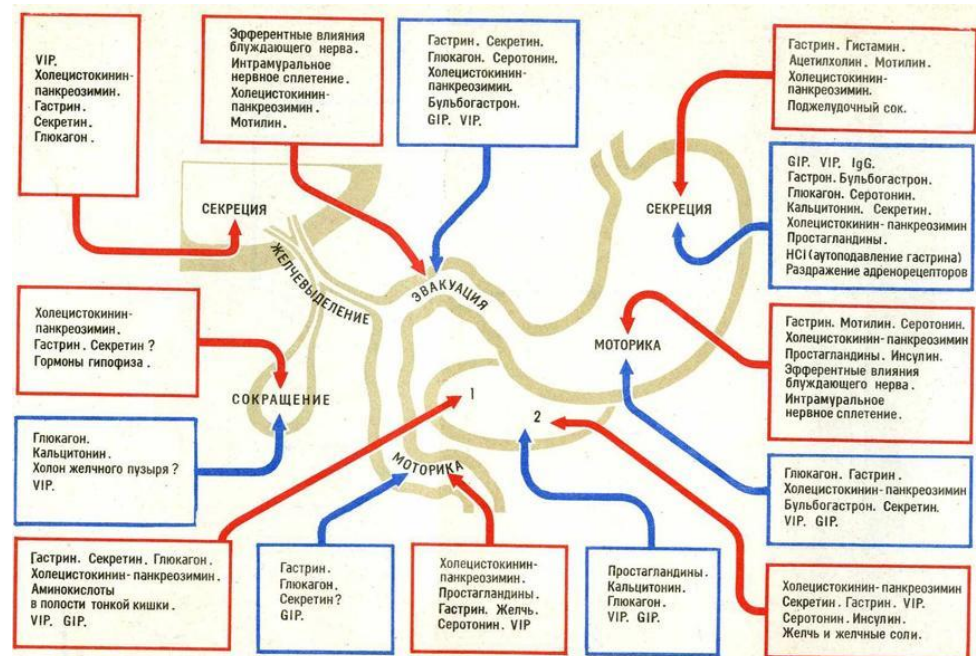 VIP.
Холецистокинин-
панкреозимин.
Гастрин.
Секретин.
Глюкагон.
Эфферентные влияния
блуждающего нерва.
Интрамуральное
нервное сплетение.
Холецистокинин-
панкреозимин.
Мотилин.
Гастрин. Секретин.
Глюкагон. Серотонин.
Холецистокинин-
панкреозимин.
Бульбогастрон.
GIP. VIP.
Гастрин. Гистамин.
Ацетилхолин. Мотилин.
Холецистокинин-
панкреозимин.
Поджелудочный сок.
GIP. VIP. IgG.
Гастрон. Бульбогастрон.
Глюкагон. Серотонин.
Кальцитонин. Секретин.
Холецистокинин-панкреозимин
Простагландины.
HCl (аутоподавление гастрина)
Раздражение адренорецепторов
СЕКРЕЦИЯ
ЖЕЛЧЕВЫДЕЛЕНИЕ
ЭВАКУАЦИЯ
СЕКРЕЦИЯ
МОТОРИКА
СОКРАЩЕНИЕ
1
2
МОТОРИКА
Холецистокинин-
панкреозимин.
Гастрин. Секретин ?
Гормоны гипофиза.
Глюкагон.
Кальцитонин.
Холон желчного пузыря ?
VIP.
Гастрин. Мотилин. Серотонин.
Холецистокинин-панкреозимин
Простагландины. Инсулин.
Эфферентные влияния
блуждающего нерва.
Интрамуральное
нервное сплетение.
Глюкагон. Гастрин.
Холецистокинин-панкреозимин
Бульбогастрон. Секретин.
VIP. GIP.
Гастрин. Секретин. Глюкагон.
Холецистокинин-панкреозимин.
Аминокислоты
в полости тонкой кишки.
VIP. GIP.
Гастрин.
Глюкагон.
Секретин?
GIP.
Холецистокинин-
панкреозимин.
Простагландины.
Гастрин. Желчь.
Серотонин. VIP
Простагландины.
Кальцитонин.
Глюкагон.
VIP. GIP.
Холецистокинин-панкреозимин
Секретин. Гастрин. VIP.
Серотонин. Инсулин.
Желчь и желчные соли.